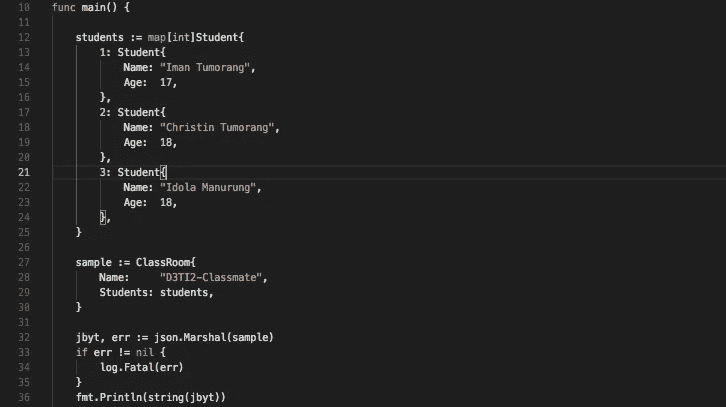 10 func main() {
11
12     students := map[int]Student{
13         1: Student{
14             Name: "Iman Tumorang",
15             Age:  17,
16         },
17         2: Student{
18             Name: "Christin Tumorang",
19             Age:  18,
20         },
21         3: Student{
22             Name: "Idola Manurung",
23             Age:  18,
24         },
25     }
26
27     sample := ClassRoom{
28         Name:     "D3TI2-Classmate",
29         Students: students,
30     }
31
32     jbyt, err := json.Marshal(sample)
33     if err != nil {
34         log.Fatal(err)
35     }
36     fmt.Println(string(jbyt))